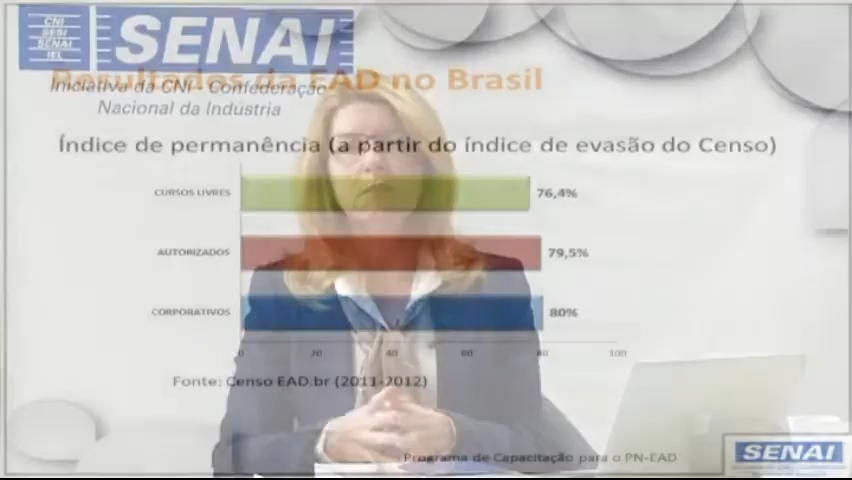 CNI
SESI
SENAI
IEL
SENAI
Resultados da EAD no Brasil
Iniciativa da CNI - Confederação
Nacional da Indústria
Índice de permanência (a partir do índice de evasão do Censo)
CURSOS LIVRES
76,4%
AUTORIZADOS
79,5%
CORPORATIVOS
80%
0 20 40 60 80 100
Fonte: Censo EAD.br (2011-2012)
Programa de Capacitação para o PN-EAD
SENAI